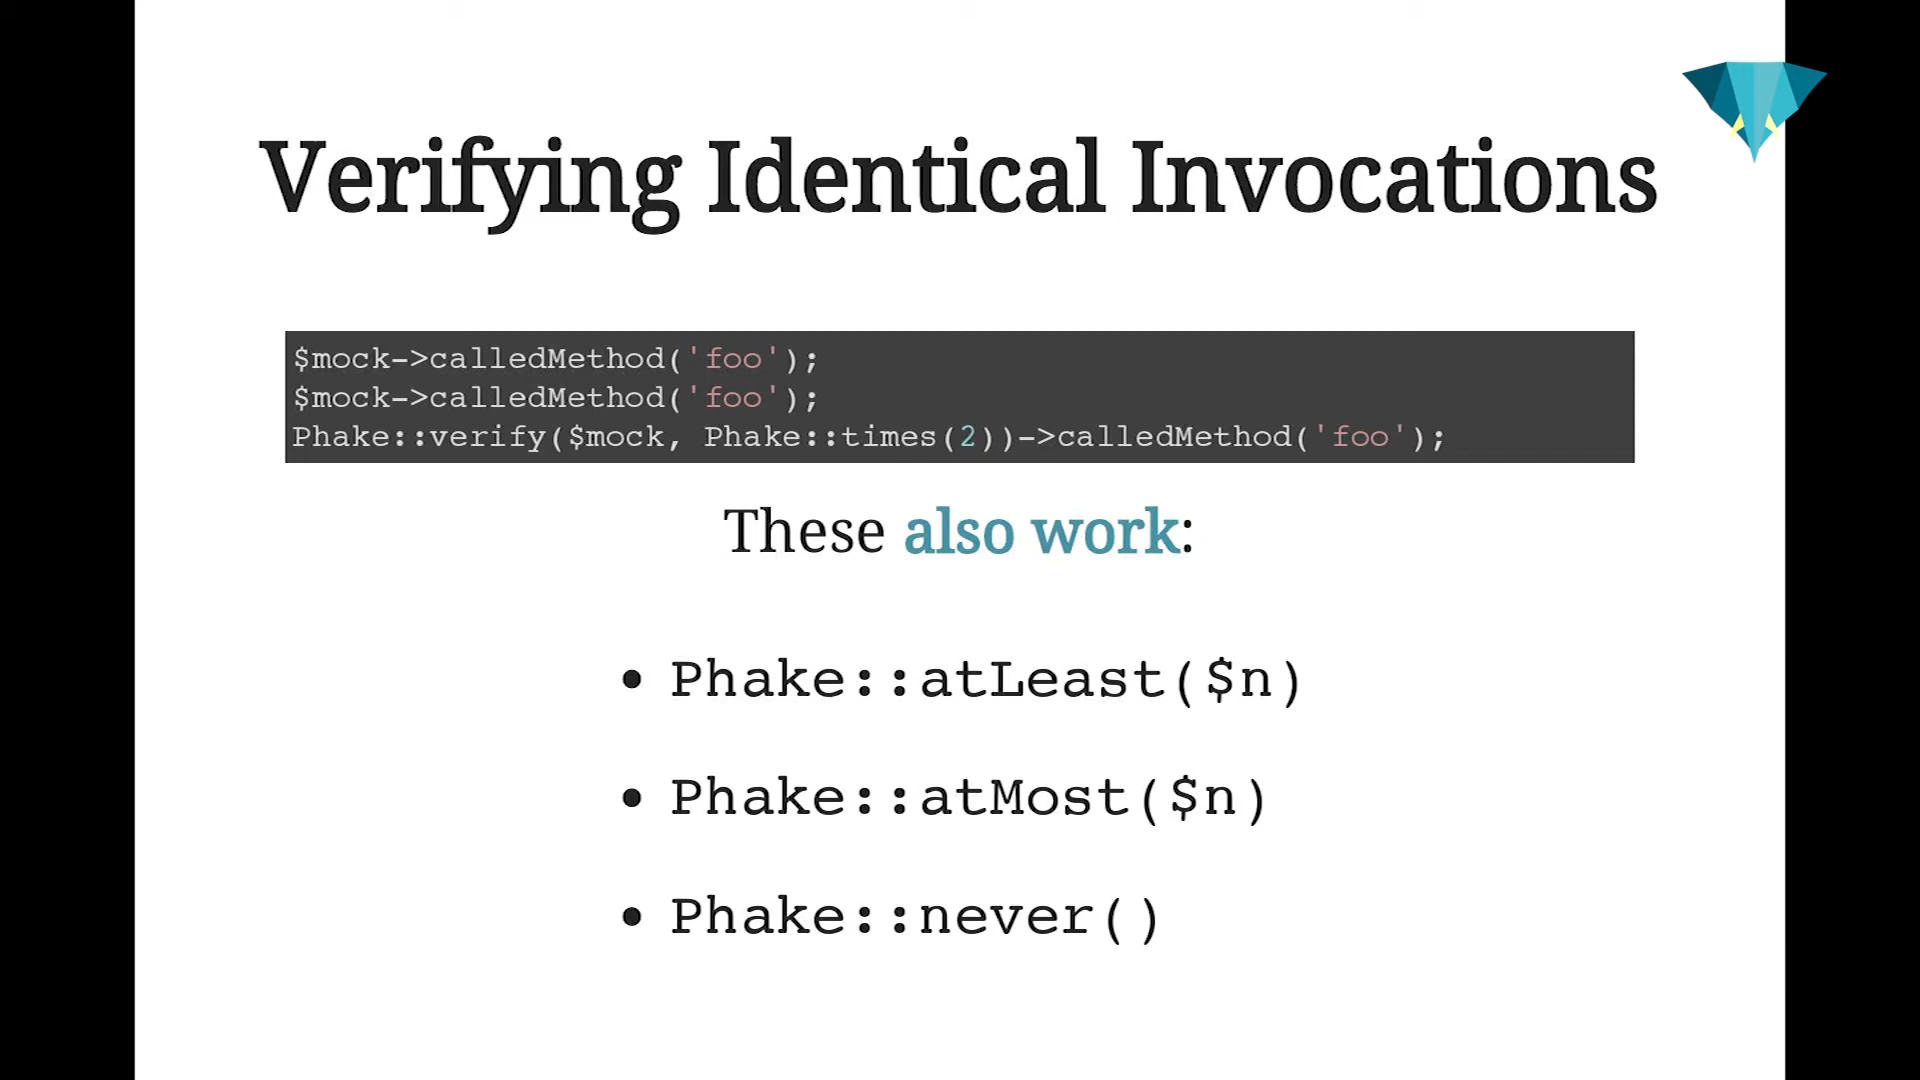 Verifying Identical Invocations
$mock->calledMethod('foo');
$mock->calledMethod('foo');
Phake::verify($mock, Phake::times(2))->calledMethod('foo');
These also work:
• Phake::atLeast($n)
• Phake::atMost($n)
• Phake::never()